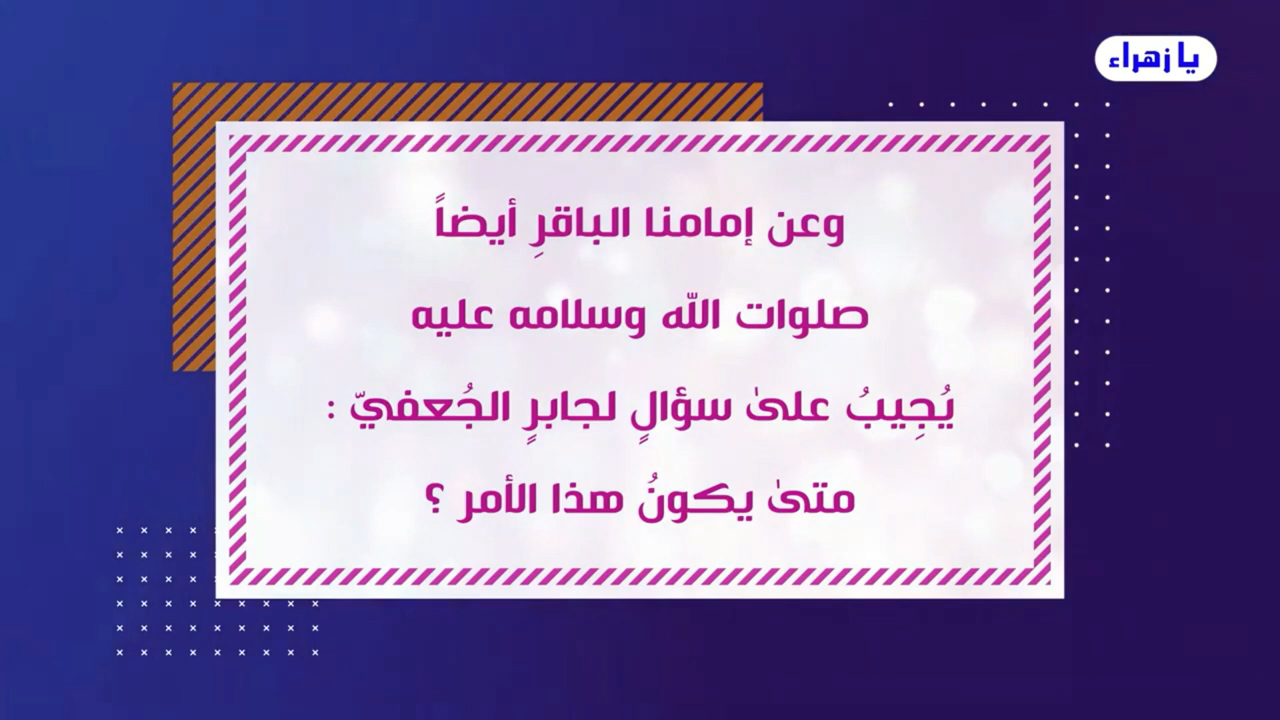 يا زهراء
وعن إمامنا الباقرِ أيضاً
صلوات الله وسلامه عليه
يُجِيبُ علىٰ سؤالٍ لجابرٍ الجُعفيّ :
متىٰ يكونُ هذا الأمر ؟